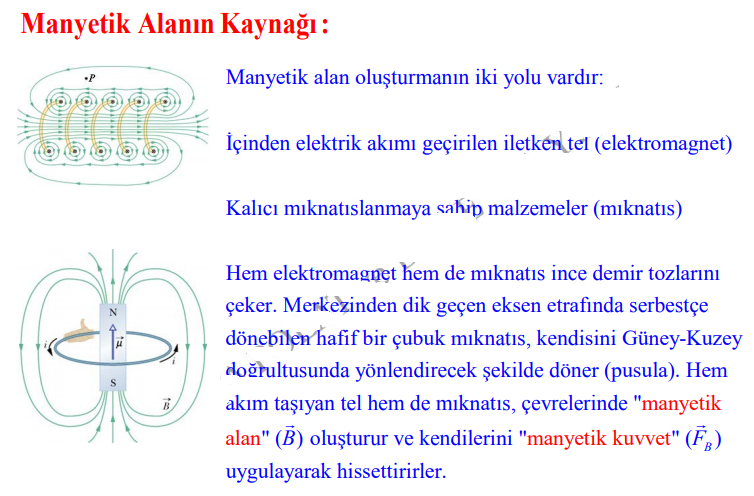 Manyetik Alanın Kaynağı:
•P
Manyetik alan oluşturmanın iki yolu vardır:
İçinden elektrik akımı geçirilen iletken tel (elektromagnet)
Kalıcı mıknatıslanmaya sahip malzemeler (mıknatıs)
Hem elektromagnet hem de mıknatıs ince demir tozlarını
çeker. Merkezinden dik geçen eksen etrafında serbestçe
dönebilen hafif bir çubuk mıknatıs, kendisini Güney-Kuzey
doğrultusunda yönlendirecek şekilde döner (pusula). Hem
akım taşıyan tel hem de mıknatıs, çevrelerinde "manyetik
alan" (B⃗) oluşturur ve kendilerini "manyetik kuvvet" (F⃗_B)
uygulayarak hissettirirler.
N
i
μ⃗
i
S
B⃗